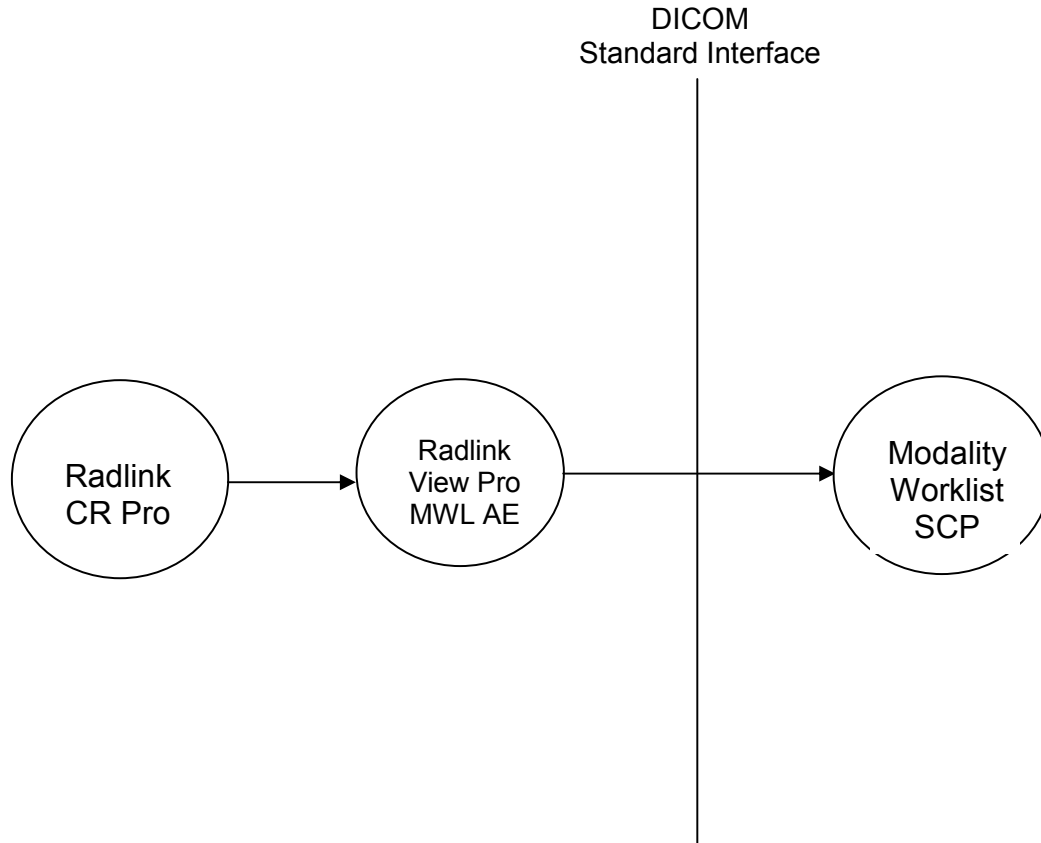 DICOM
Standard Interface
Radlink
CR Pro
Radlink
View Pro
MWL AE
Modality
Worklist
SCP